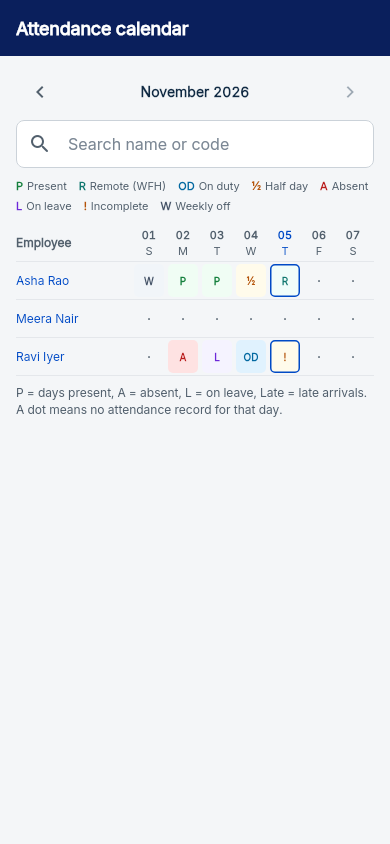 Attendance calendar
November 2026
Search name or code
P Present R Remote (WFH) OD On duty ½ Half day A Absent
L On leave ! Incomplete W Weekly off
Employee 01 02 03 04 05 06 07
S M T W T F S
Asha Rao W P P ½ R · ·
Meera Nair · · · · · · ·
Ravi Iyer · A L OD ! · ·
P = days present, A = absent, L = on leave, Late = late arrivals.
A dot means no attendance record for that day.